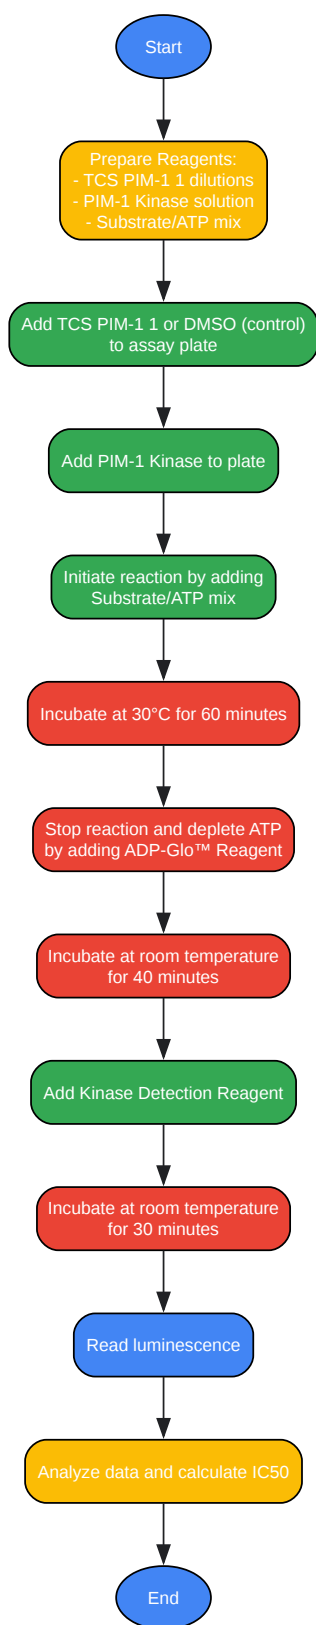 Start
Prepare Reagents:
- TCS PIM-1 1 dilutions
- PIM-1 Kinase solution
- Substrate/ATP mix
Add TCS PIM-1 1 or DMSO (control)
to assay plate
Add PIM-1 Kinase to plate
Initiate reaction by adding
Substrate/ATP mix
Incubate at 30°C for 60 minutes
Stop reaction and deplete ATP
by adding ADP-Glo™ Reagent
Incubate at room temperature
for 40 minutes
Add Kinase Detection Reagent
Incubate at room temperature
for 30 minutes
Read luminescence
Analyze data and calculate IC50
End